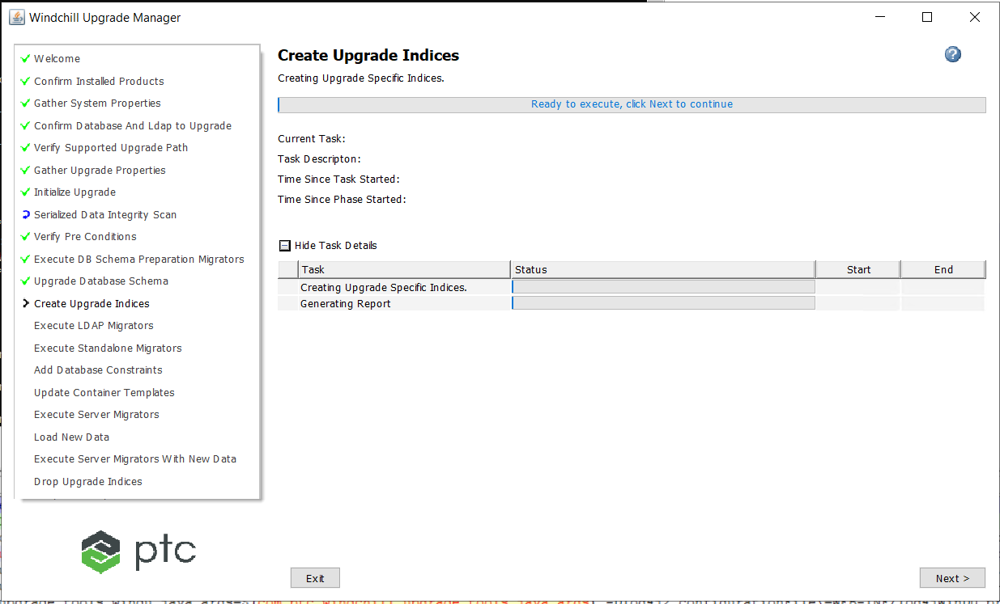 Windchill Upgrade Manager
Welcome
Confirm Installed Products
Gather System Properties
Confirm Database And Ldap to Upgrade
Verify Supported Upgrade Path
Gather Upgrade Properties
Initialize Upgrade
Serialized Data Integrity Scan
Verify Pre Conditions
Execute DB Schema Preparation Migrators
Upgrade Database Schema
Create Upgrade Indices
Execute LDAP Migrators
Execute Standalone Migrators
Add Database Constraints
Update Container Templates
Execute Server Migrators
Load New Data
Execute Server Migrators With New Data
Drop Upgrade Indices
ptc
Create Upgrade Indices
?
Creating Upgrade Specific Indices.
Ready to execute, click Next to continue
Current Task:
Task Descripton:
Time Since Task Started:
Time Since Phase Started:
Hide Task Details
Task Status Start End
Creating Upgrade Specific Indices.
Generating Report
Exit
Next >